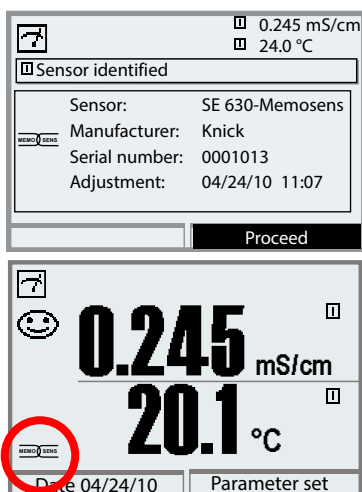 I 0.245 mS/cm
I 24.0 °C
I Sensor identified
Sensor: SE 630-Memosens
MEMO SENS Manufacturer: Knick
Serial number: 0001013
Adjustment: 04/24/10 11:07
Proceed
I
0.245 mS/cm
I
20.1 °C
MEMO SENS
Date 04/24/10 Parameter set